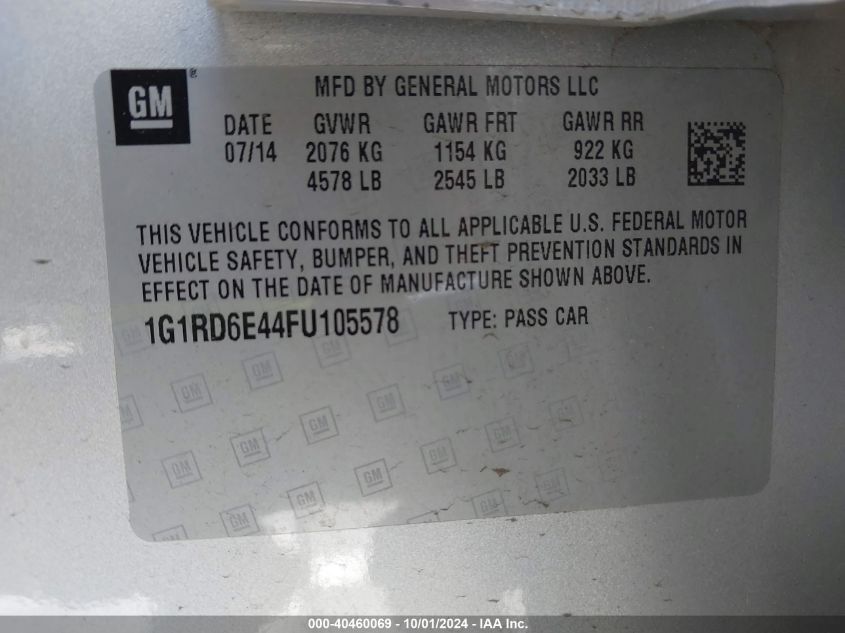 GM ®
MFD BY GENERAL MOTORS LLC
DATE GVWR GAWR FRT GAWR RR
07/14 2076 KG 1154 KG 922 KG
4578 LB 2545 LB 2033 LB
THIS VEHICLE CONFORMS TO ALL APPLICABLE U.S. FEDERAL MOTOR
VEHICLE SAFETY, BUMPER, AND THEFT PREVENTION STANDARDS IN
EFFECT ON THE DATE OF MANUFACTURE SHOWN ABOVE.
1G1RD6E44FU105578 TYPE: PASS CAR
000-40460069 - 10/01/2024 - IAA Inc.